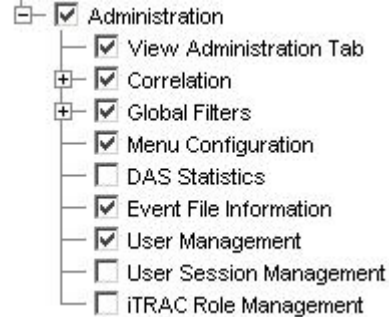 Administration
View Administration Tab
Correlation
Global Filters
Menu Configuration
DAS Statistics
Event File Information
User Management
User Session Management
iTRAC Role Management